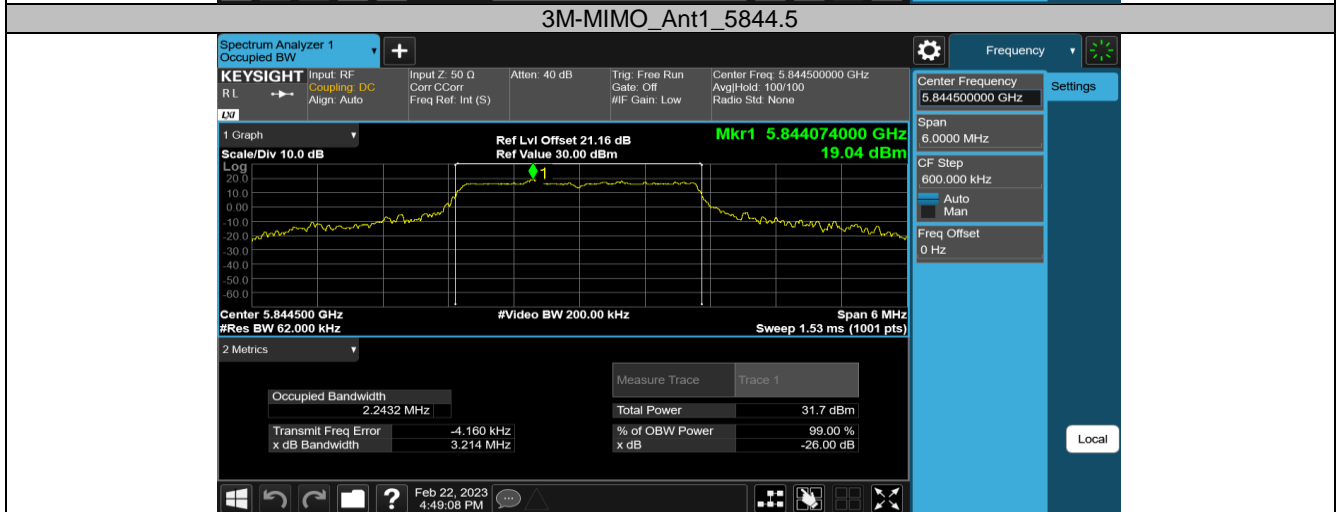 3M-MIMO_Ant1_5844.5
Spectrum Analyzer 1
Occupied BW
Frequency
KEYSIGHT Input: RF Input Z: 50 Ω Atten: 40 dB Trig: Free Run Center Freq: 5.844500000 GHz
RL Coupling: DC Corr CCorr Gate: Off Avg|Hold: 100/100
Align: Auto Freq Ref: Int (S) #IF Gain: Low Radio Std: None
LXI
Center Frequency
5.844500000 GHz
Settings
Span
6.0000 MHz
CF Step
600.000 kHz
Auto
Man
Freq Offset
0 Hz
1 Graph
Ref Lvl Offset 21.16 dB
Mkr1 5.844074000 GHz
Scale/Div 10.0 dB
Ref Value 30.00 dBm
19.04 dBm
Log
1
20.0
10.0
0.00
-10.0
-20.0
-30.0
-40.0
-50.0
-60.0
Center 5.844500 GHz #Video BW 200.00 kHz Span 6 MHz
#Res BW 62.000 kHz Sweep 1.53 ms (1001 pts)
2 Metrics
Measure Trace Trace 1
Occupied Bandwidth
2.2432 MHz
Total Power 31.7 dBm
Transmit Freq Error -4.160 kHz % of OBW Power 99.00 %
x dB Bandwidth 3.214 MHz x dB -26.00 dB
Local
?
Feb 22, 2023
4:49:08 PM